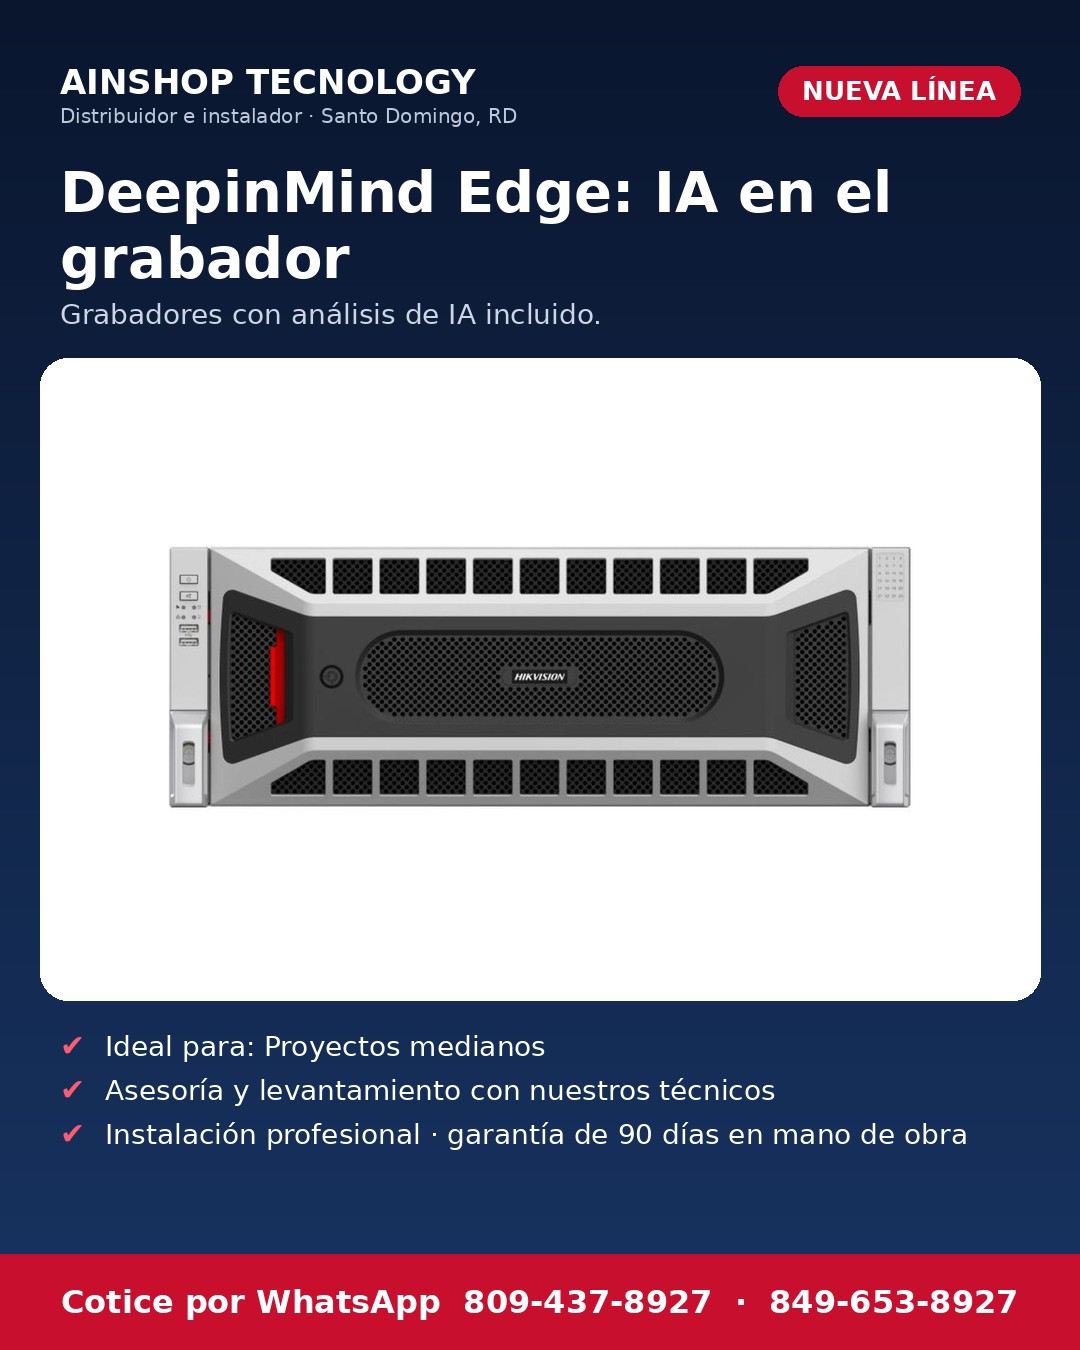 AINSHOP TECNOLOGY
NUEVA LÍNEA
Distribuidor e instalador · Santo Domingo, RD
DeepinMind Edge: IA en el
grabador
Grabadores con análisis de IA incluido.
HIKVISION
✔ Ideal para: Proyectos medianos
✔ Asesoría y levantamiento con nuestros técnicos
✔ Instalación profesional · garantía de 90 días en mano de obra
Cotice por WhatsApp 809-437-8927 · 849-653-8927